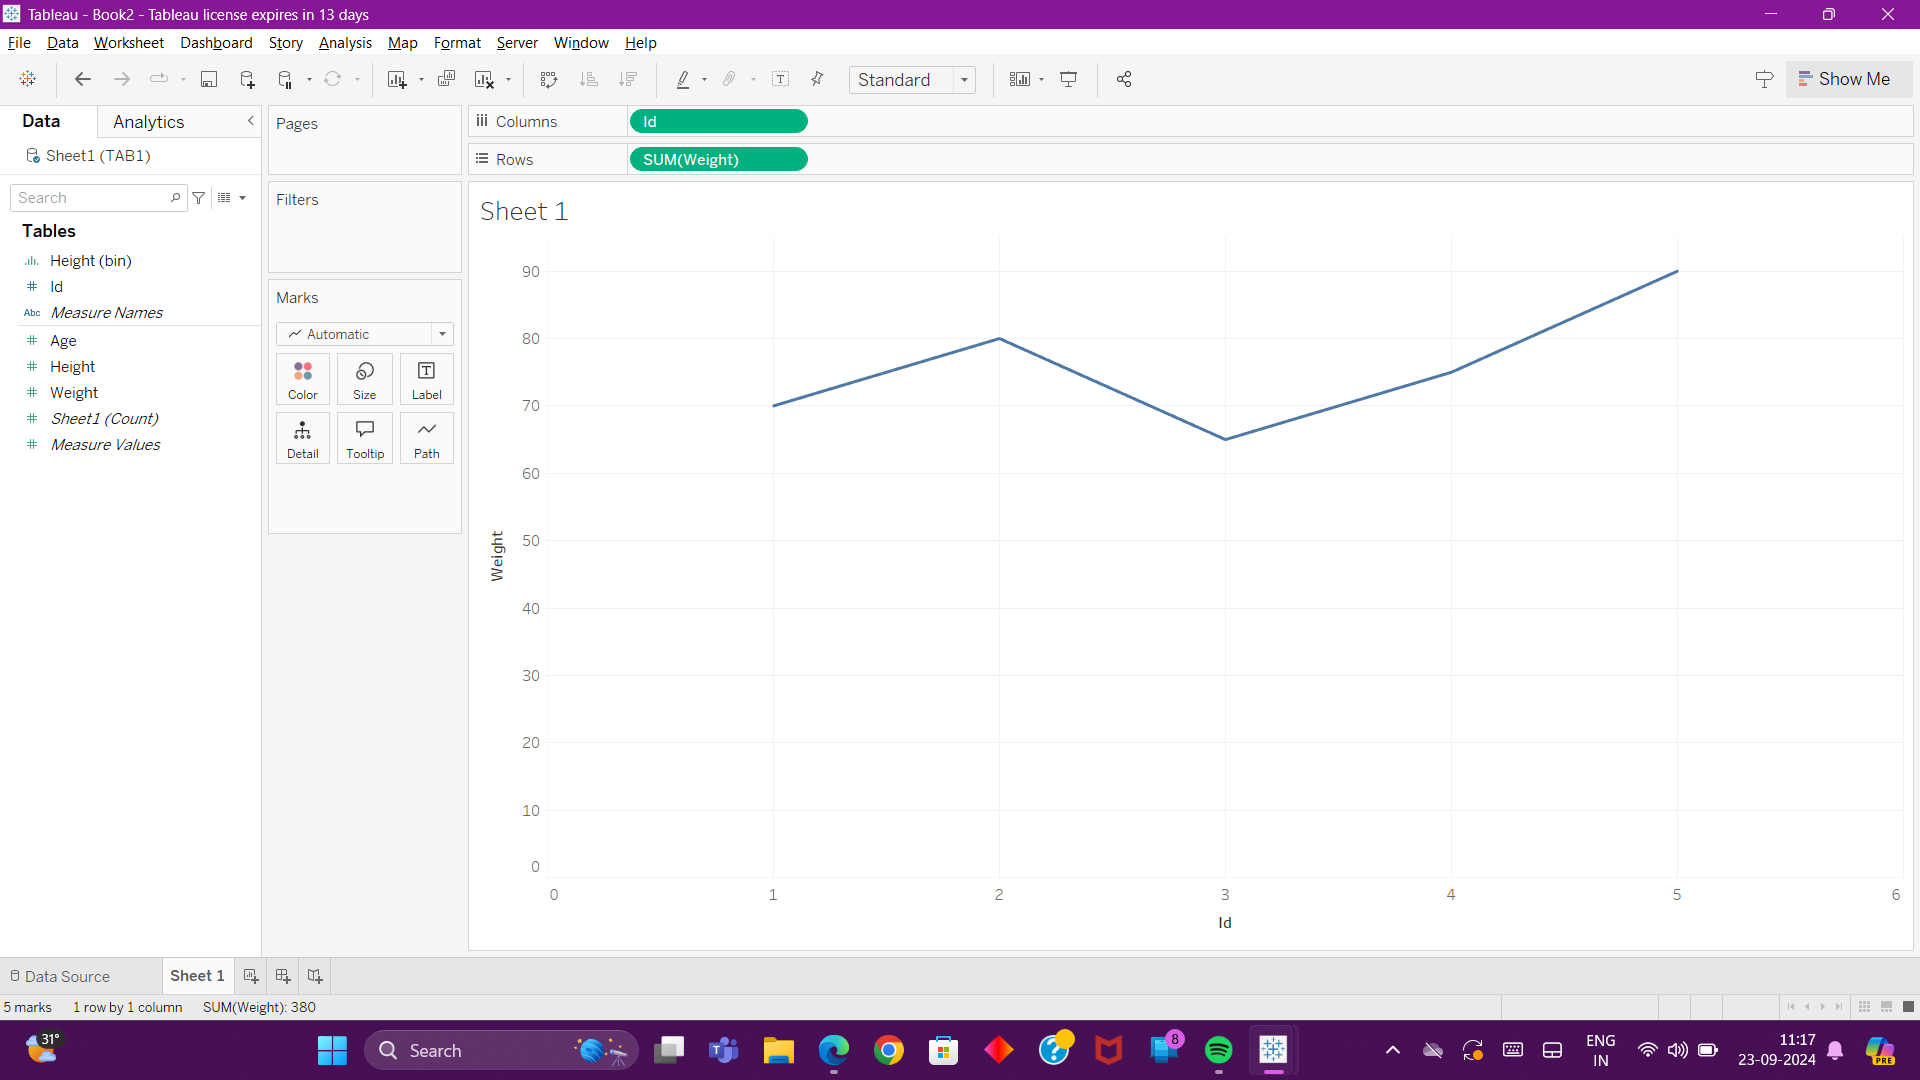 Tableau - Book2 - Tableau license expires in 13 days
File Data Worksheet Dashboard Story Analysis Map Format Server Window Help
Standard
Show Me
Data Analytics
Sheet1 (TAB1)
Search
Tables
Height (bin)
Id
Abc Measure Names
Age
Height
Weight
Sheet1 (Count)
Measure Values
Pages
Filters
Marks
Automatic
Color Size Label
Detail Tooltip Path
Columns Id
Rows SUM(Weight)
Sheet 1
90
80
70
60
50
40
30
20
10
0
Weight
0 1 2 3 4 5 6
Id
Data Source Sheet 1
5 marks 1 row by 1 column SUM(Weight): 380
31°
Search
8
ENG
IN
11:17
23-09-2024
PRE